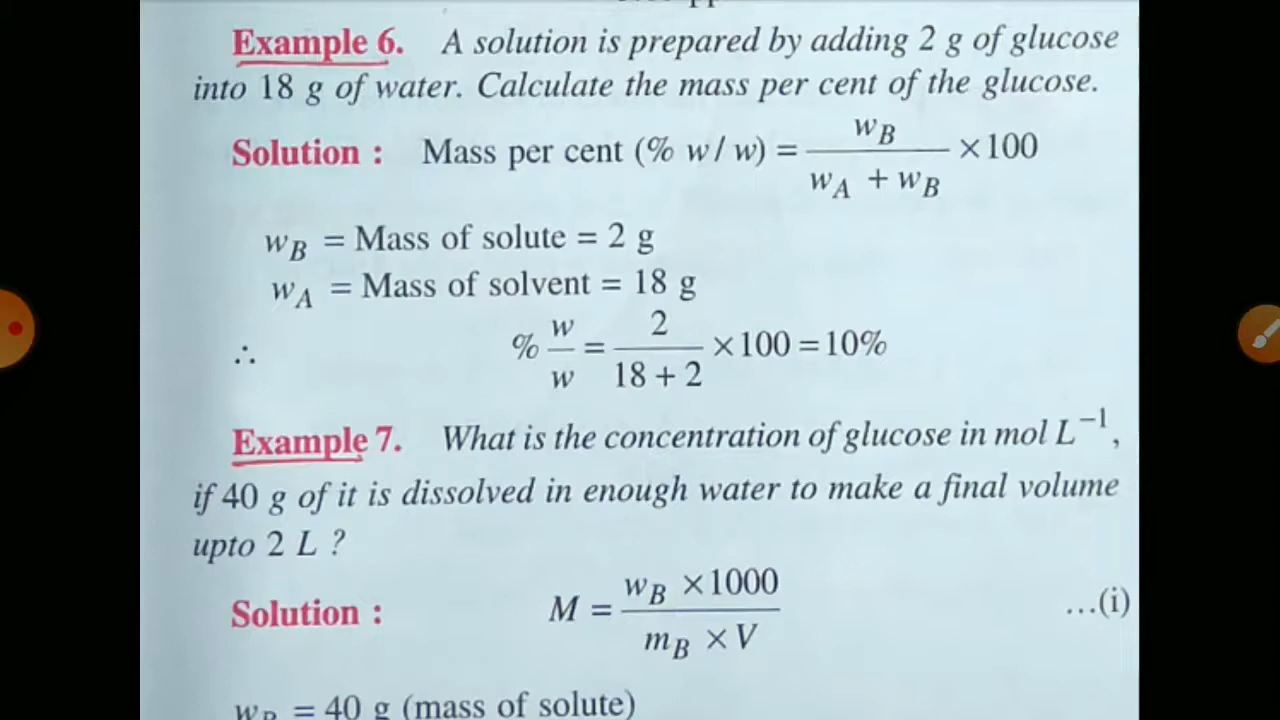 Example 6. A solution is prepared by adding 2 g of glucose
into 18 g of water. Calculate the mass per cent of the glucose.
Solution : Mass per cent (% w / w) = w_B / (w_A + w_B) ×100
w_B = Mass of solute = 2 g
w_A = Mass of solvent = 18 g
∴ % w/w = 2 / (18 + 2) ×100 = 10%
Example 7. What is the concentration of glucose in mol L⁻¹,
if 40 g of it is dissolved in enough water to make a final volume
upto 2 L ?
Solution : M = (w_B ×1000) / (m_B × V) ...(i)
w_B = 40 g (mass of solute)